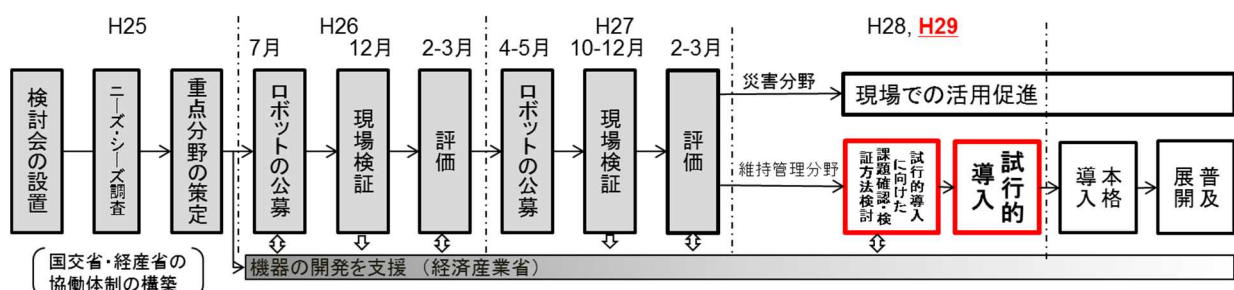 H25
H26
H27
H28, H29
7月
12月
2-3月
4-5月
10-12月
2-3月
検討会の設置
ニーズ・シーズ調査
重点分野の策定
ロボットの公募
現場検証
評価
ロボットの公募
現場検証
評価
災害分野
現場での活用促進
維持管理分野
試行的導入
に向けた
課題確認・検
証方法検討
試行的
導入
本格
導入
普及
展開
国交省・経産省の
協働体制の構築
機器の開発を支援 （経済産業省）